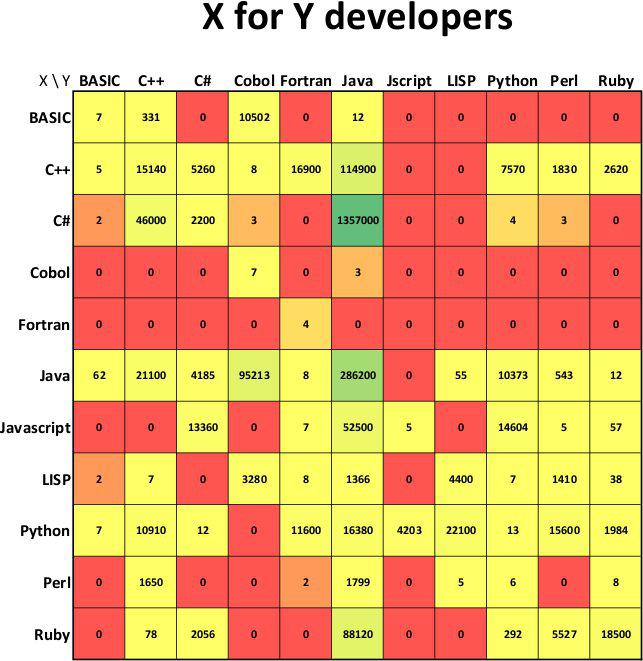 X for Y developers
X \ Y BASIC C++ C# Cobol Fortran Java Jscript LISP Python Perl Ruby
BASIC 7 331 0 10502 0 12 0 0 0 0 0
C++ 5 15140 5260 8 16900 114900 0 0 7570 1830 2620
C# 2 46000 2200 3 0 1357000 0 0 4 3 0
Cobol 0 0 0 7 0 3 0 0 0 0 0
Fortran 0 0 0 0 4 0 0 0 0 0 0
Java 62 21100 4185 95213 8 286200 0 55 10373 543 12
Javascript 0 0 13360 0 7 52500 5 0 14604 5 57
LISP 2 7 0 3280 8 1366 0 4400 7 1410 38
Python 7 10910 12 0 11600 16380 4203 22100 13 15600 1984
Perl 0 1650 0 0 2 1799 0 5 6 0 8
Ruby 0 78 2056 0 0 88120 0 0 292 5527 18500